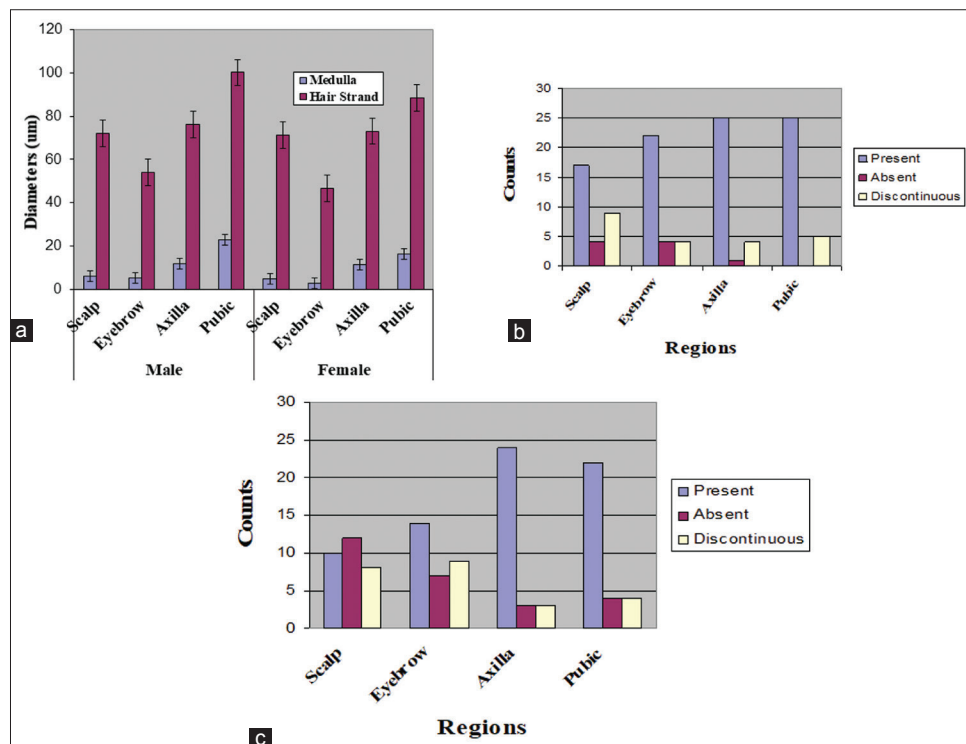 120
100
80
60
40
20
0
Diameters (um)
Medulla
Hair Strand
Scalp Eyebrow Axilla Pubic Scalp Eyebrow Axilla Pubic
Male Female
a
30
25
20
15
10
5
0
Counts
Present
Absent
Discontinuous
Scalp Eyebrow Axilla Pubic
Regions
b
30
25
20
15
10
5
0
Counts
Present
Absent
Discontinuous
Scalp Eyebrow Axilla Pubic
Regions
c